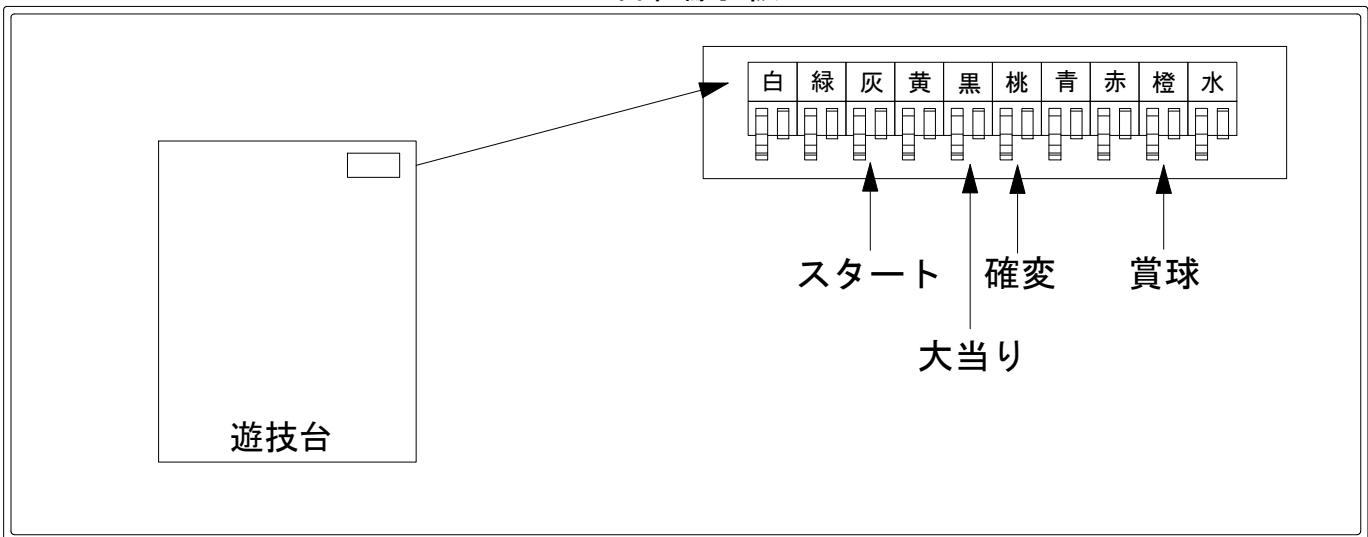 白 緑 灰 黄 黒 桃 青 赤 橙 水
スタート 確変 賞球
大当り
遊技台